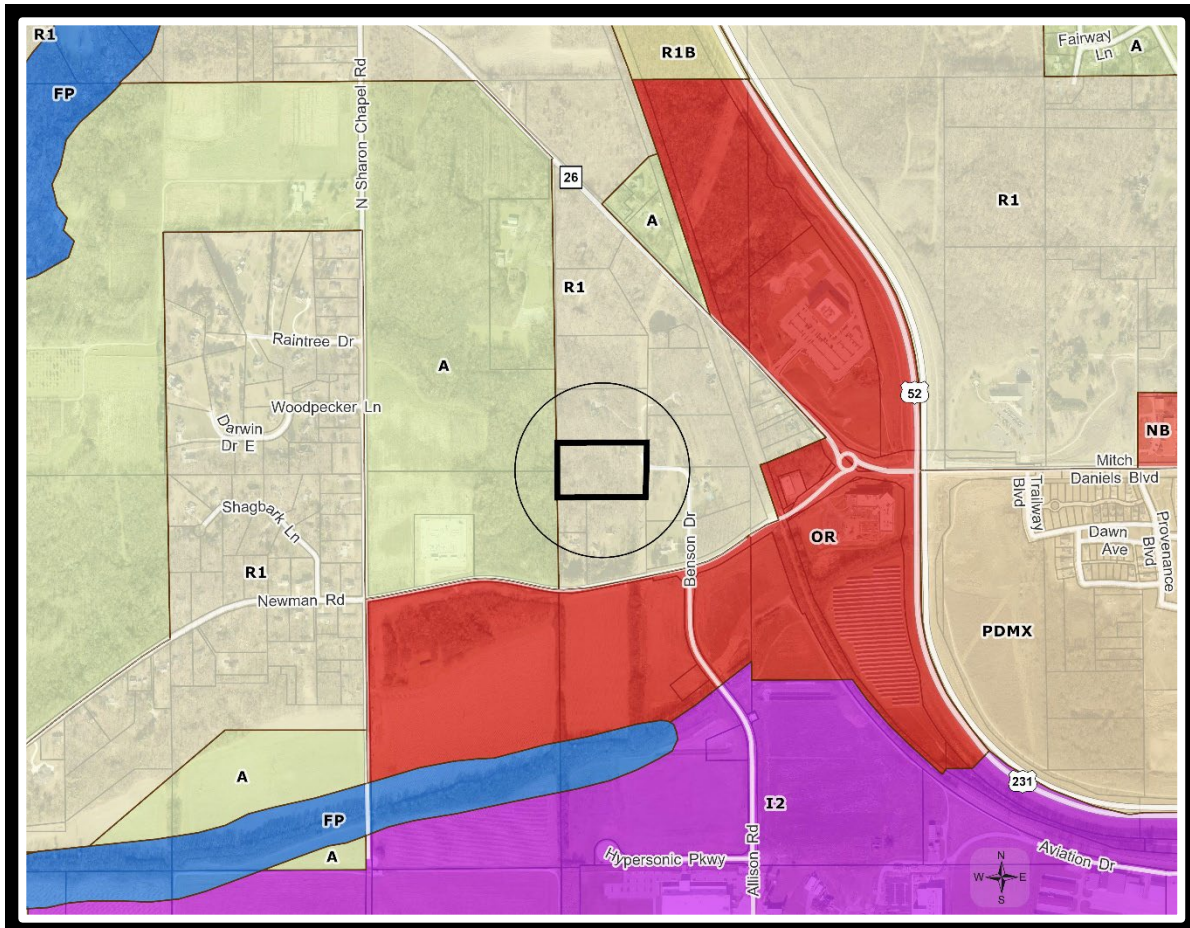 R1
FP
N Sharon Chapel Rd
R1B
Fairway
Ln
A
26
A
R1
R1
Raintree Dr
A
52
Woodpecker Ln
Darwin
Dr E
NB
Mitch
Daniels Blvd
Trailway
Blvd
Shagbark Ln
Dawn
Ave
Provenance
Blvd
Benson Dr
OR
R1
Newman Rd
PDMX
A
231
I2
FP
A
Hypersonic Pkwy
Allison Rd
Aviation Dr
N
W E
S